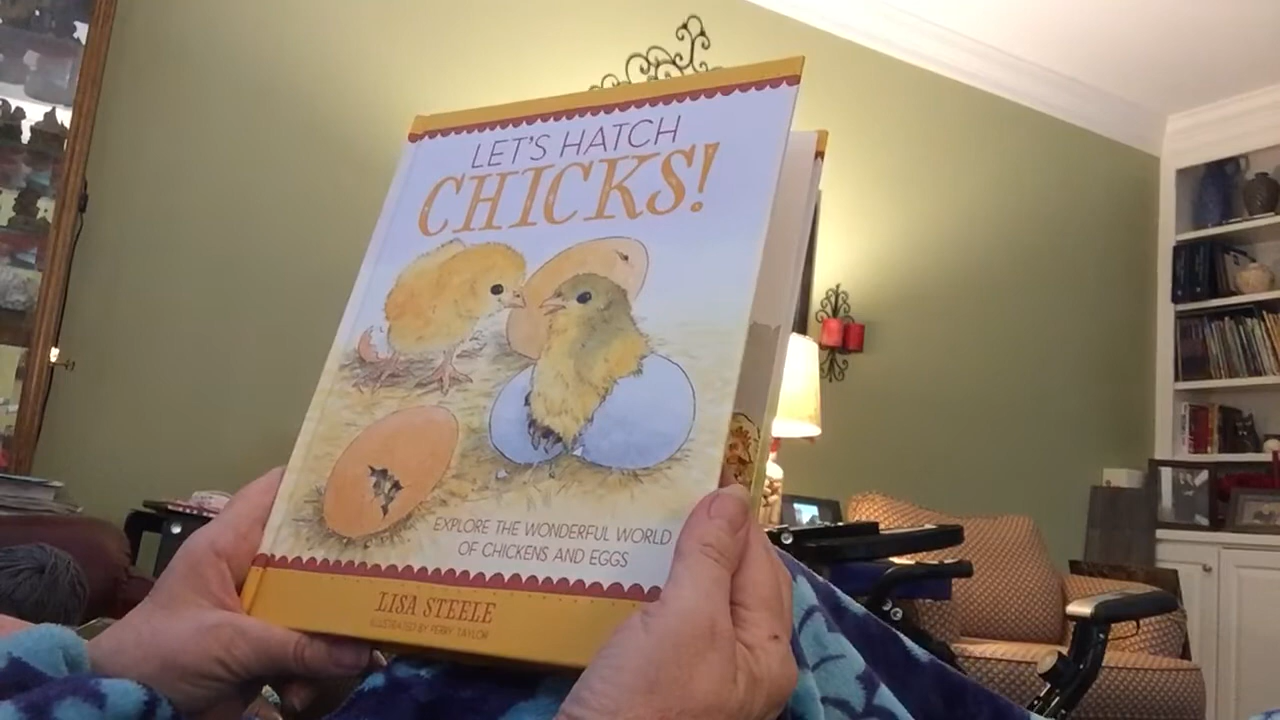 LET'S HATCH
CHICKS!
EXPLORE THE WONDERFUL WORLD
OF CHICKENS AND EGGS
LISA STEELE
ILLUSTRATED BY PERRY TAYLOR